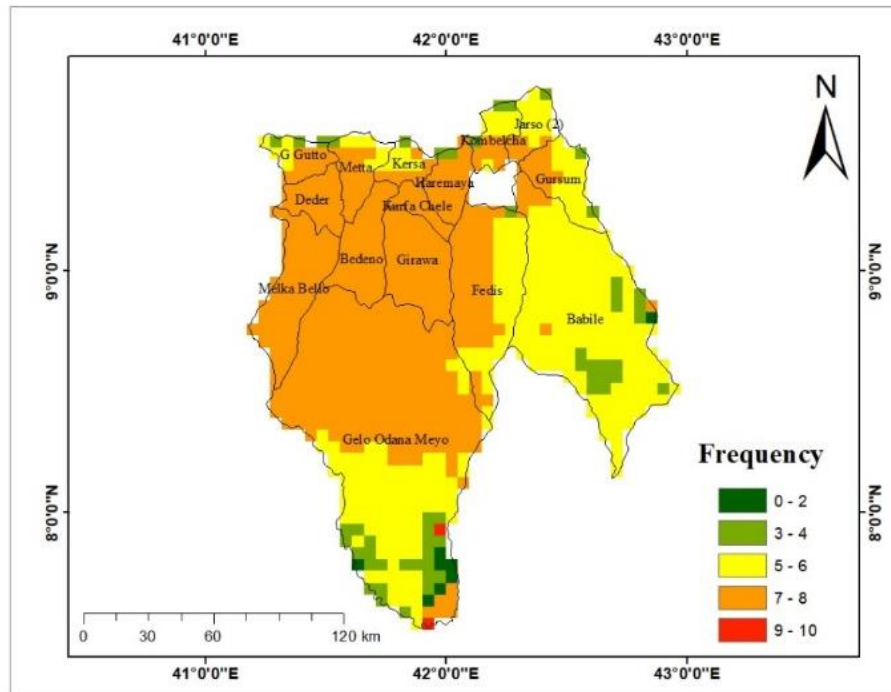 41°0'0"E 42°0'0"E 43°0'0"E
N
Jarso (2)
Kombelcha
G Gutto
Metta
Kersa
Haremaya
Gursum
Deder
Kurfa Chele
Bedeno
Girawa
Melka Bello
Fedis
Babile
Gelo Odana Meyo
9°0'0"N
8°0'0"N
9°0'0"N
8°0'0"N
Frequency
0 - 2
3 - 4
5 - 6
7 - 8
9 - 10
0 30 60 120 km
41°0'0"E 42°0'0"E 43°0'0"E